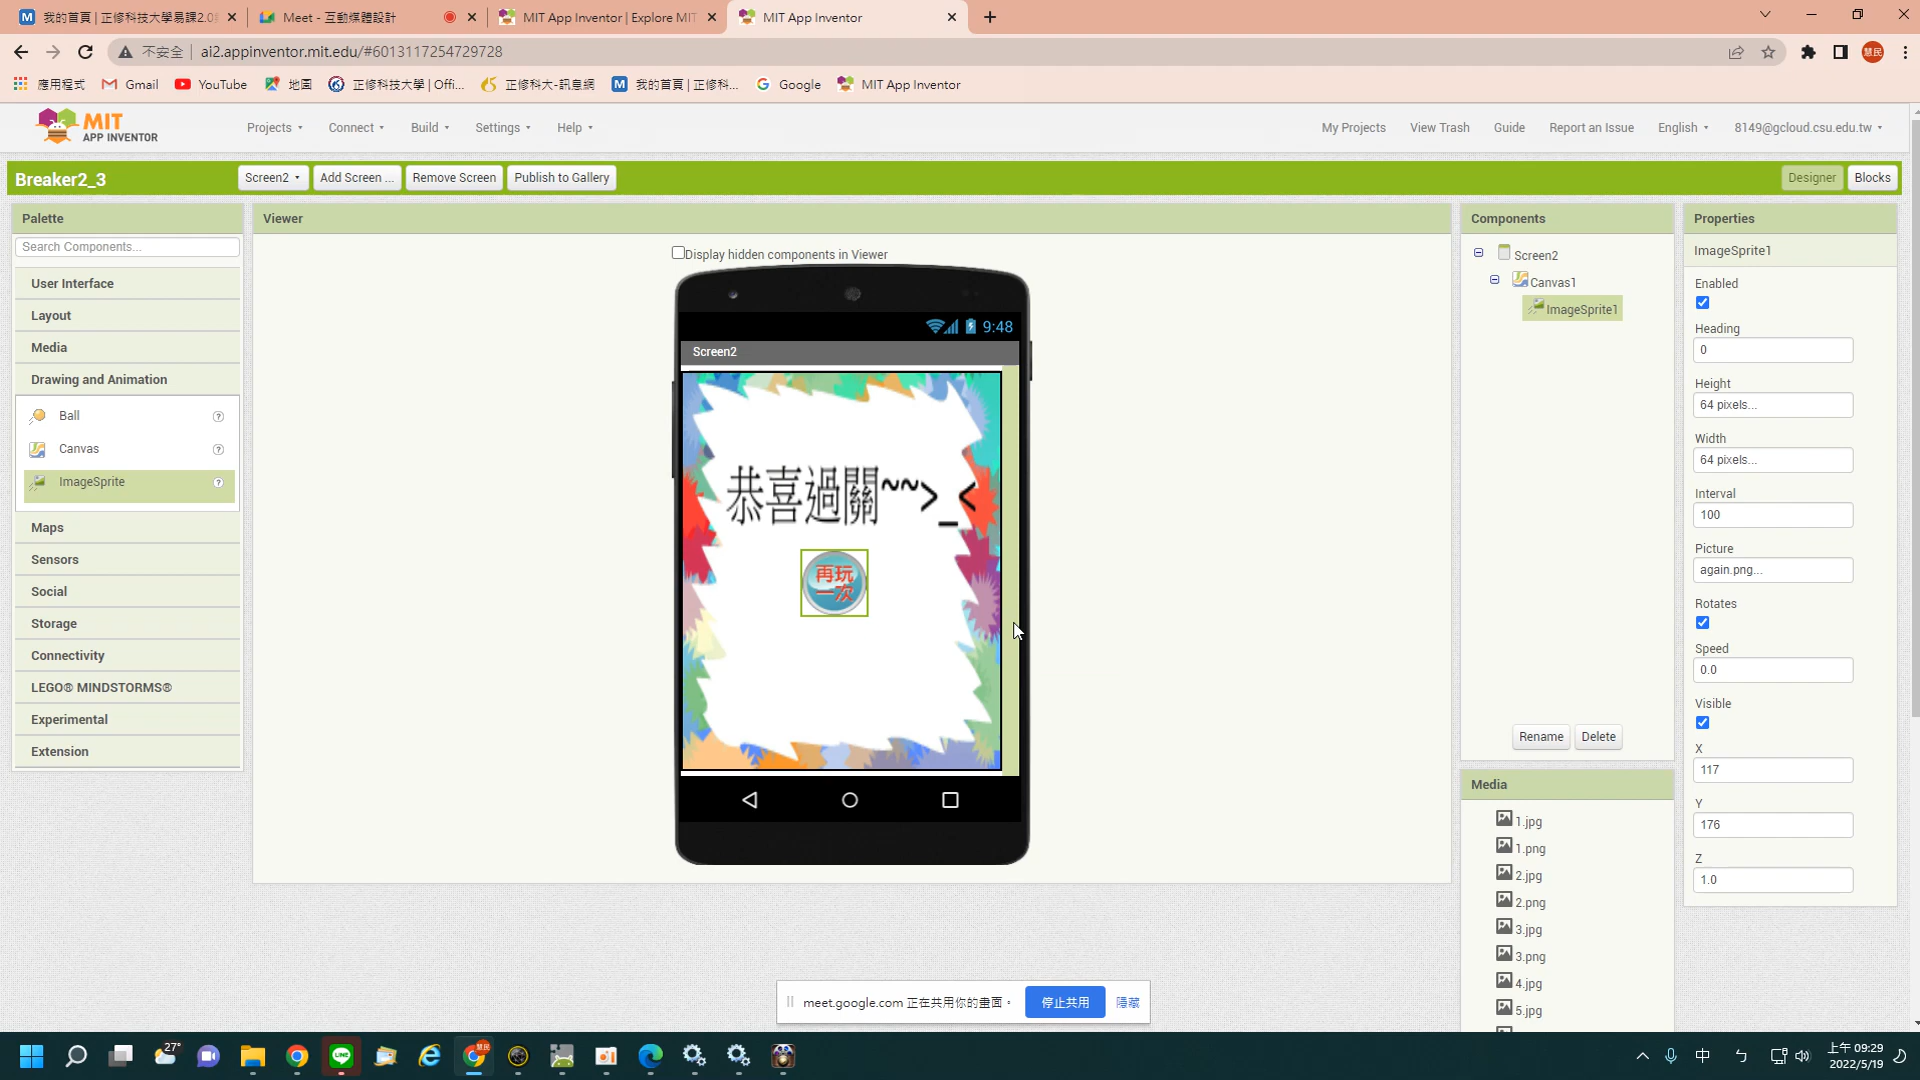 我的首頁 | 正修科技大學易課2.0
Meet - 互動媒體設計
MIT App Inventor | Explore MIT
MIT App Inventor
不安全 | ai2.appinventor.mit.edu/#6013117254729728
慧民
應用程式
Gmail
YouTube
地圖
正修科技大學 | Offi...
正修科大-訊息網
我的首頁 | 正修科...
Google
MIT App Inventor
MIT
APP INVENTOR
Projects
Connect
Build
Settings
Help
My Projects
View Trash
Guide
Report an Issue
English
8149@gcloud.csu.edu.tw
Breaker2_3
Screen2
Add Screen ...
Remove Screen
Publish to Gallery
Designer
Blocks
Palette
Search Components...
User Interface
Layout
Media
Drawing and Animation
Ball
Canvas
ImageSprite
Maps
Sensors
Social
Storage
Connectivity
LEGO® MINDSTORMS®
Experimental
Extension
Viewer
Display hidden components in Viewer
9:48
Screen2
恭喜過關~~>_<
再玩
一次
Components
Screen2
Canvas1
ImageSprite1
Rename
Delete
Media
1.jpg
1.png
2.jpg
2.png
3.jpg
3.png
4.jpg
5.jpg
Properties
ImageSprite1
Enabled
Heading
0
Height
64 pixels...
Width
64 pixels...
Interval
100
Picture
again.png...
Rotates
Speed
0.0
Visible
X
117
Y
176
Z
1.0
meet.google.com 正在共用你的畫面。
停止共用
隱藏
27°
LINE
慧民
中
上午 09:29
2022/5/19